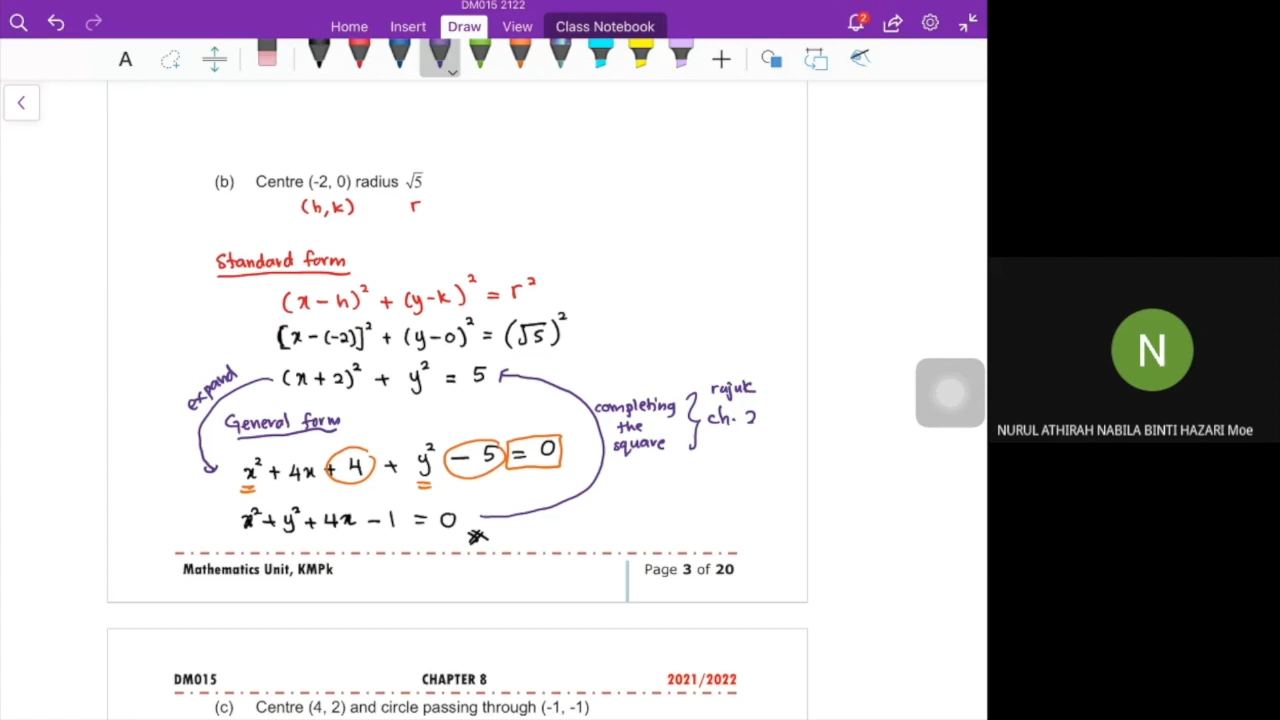 DM015 2122
Home Insert Draw View Class Notebook
2
A
(b) Centre (-2, 0) radius √5
(h,k) r
Standard form
(x-h)² + (y-k)² = r²
[x-(-2)]² + (y-0)² = (√5)²
(x+2)² + y² = 5
expand
General form
completing
the
square
rujuk
ch. 2
x² + 4x + 4 + y² - 5 = 0
x² + y² + 4x - 1 = 0
Mathematics Unit, KMPk Page 3 of 20
DM015 CHAPTER 8 2021/2022
(c) Centre (4, 2) and circle passing through (-1, -1)
N
NURUL ATHIRAH NABILA BINTI HAZARI Moe